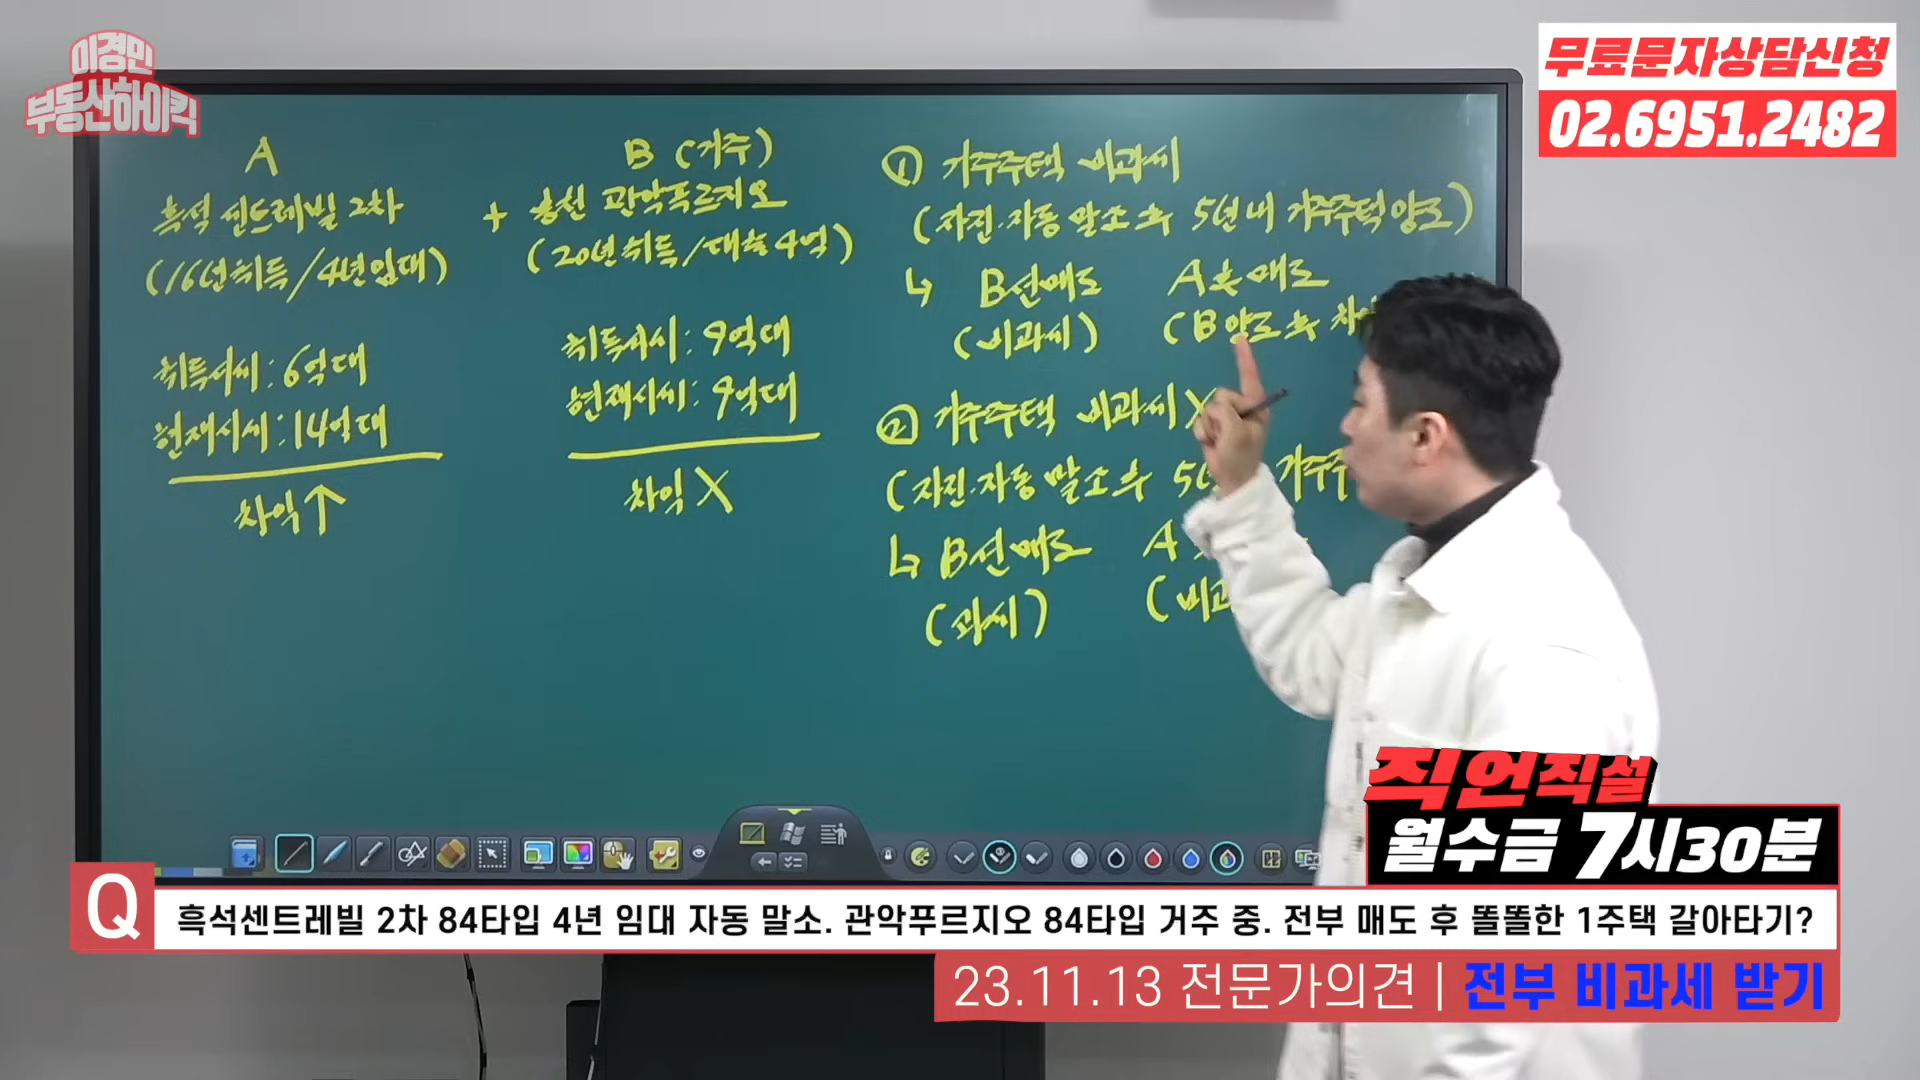 이경민
부동산하이킥
무료문자상담신청
02.6951.2482
A
흑석 센트레빌 2차
(16년취득/4년임대)
취득시세: 6억대
현재시세: 14억대
차익↑
+
B (거주)
봉천 관악푸르지오
(20년취득/대출4억)
취득시세: 9억대
현재시세: 9억대
차익 X
① 거주주택 비과세
(자진·자동 말소 후 5년 내 거주주택 양도)
↳ B선매도 A후매도
(비과세) (B양도 후
② 거주주택 비과세X
(자진·자동 말소 후
↳ B선매도 A
(과세)
직언직설
월수금 7시30분
Q 흑석센트레빌 2차 84타입 4년 임대 자동 말소. 관악푸르지오 84타입 거주 중. 전부 매도 후 똘똘한 1주택 갈아타기?
23.11.13 전문가의견 | 전부 비과세 받기